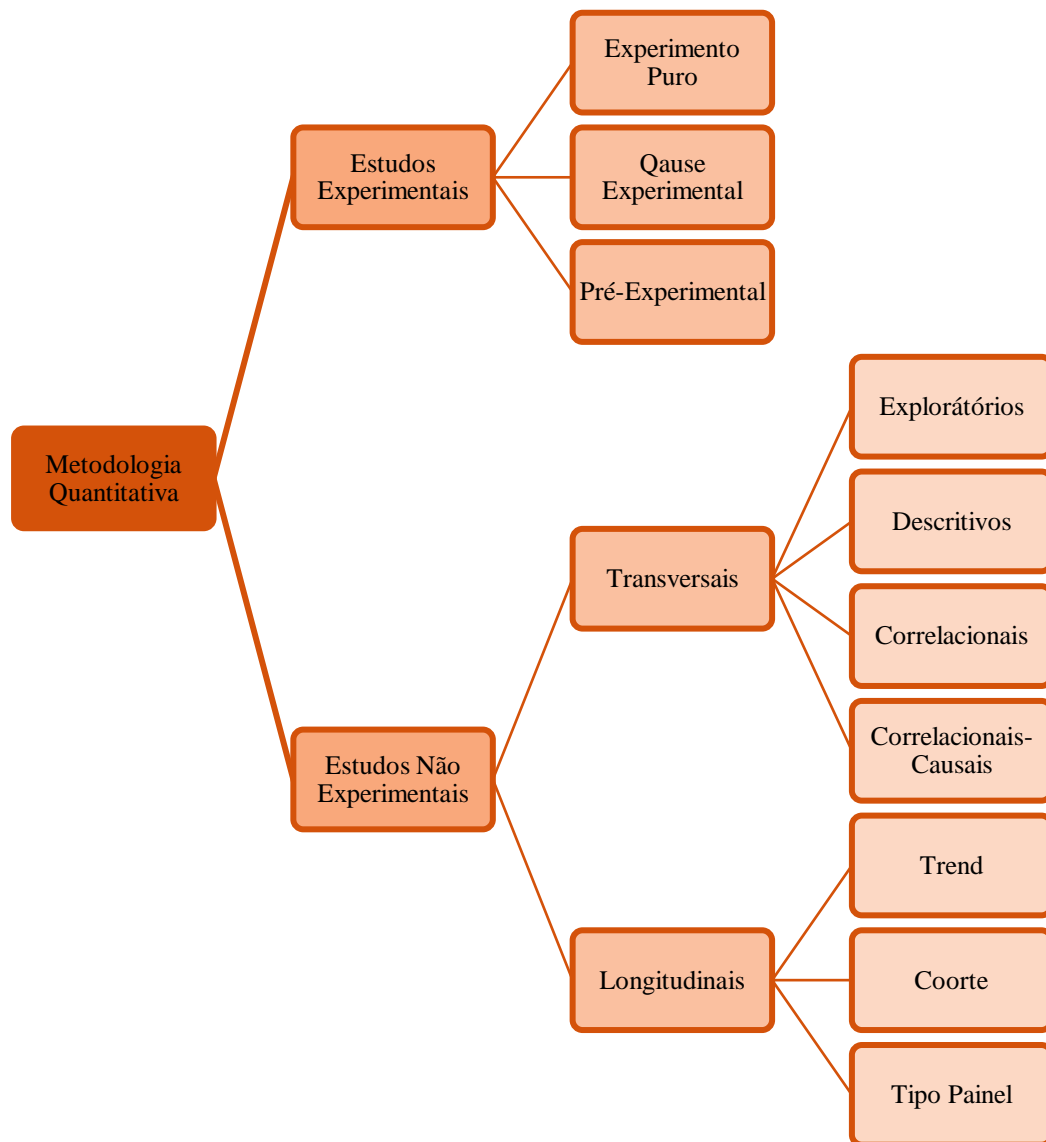 Experimento
Puro
Estudos
Experimentais
Qause
Experimental
Pré-Experimental
Explorátórios
Metodologia
Quantitativa
Descritivos
Transversais
Correlacionais
Estudos Não
Experimentais
Correlacionais-
Causais
Trend
Longitudinais
Coorte
Tipo Painel